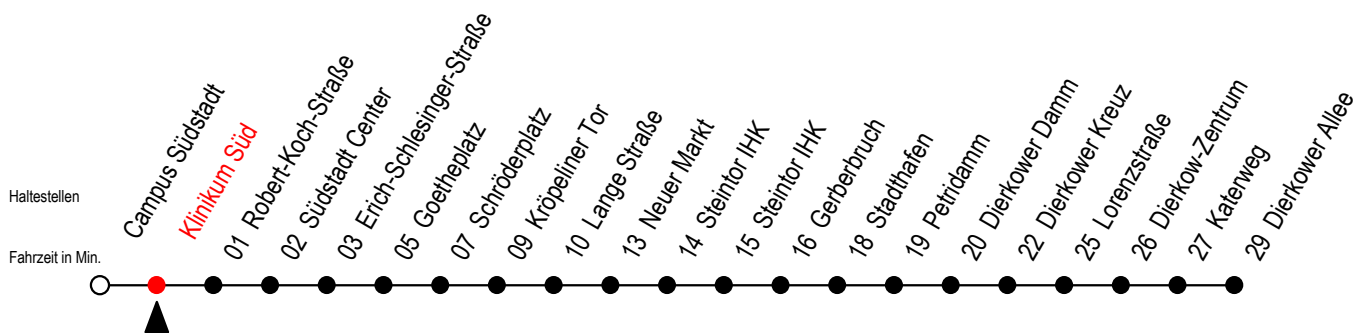 Haltestellen
Fahrzeit in Min.
Campus Südstadt
Klinikum Süd
01 Robert-Koch-Straße
02 Südstadt Center
03 Erich-Schlesinger-Straße
05 Goetheplatz
07 Schröderplatz
09 Kröpeliner Tor
10 Lange Straße
13 Neuer Markt
14 Steintor IHK
15 Steintor IHK
16 Gerberbruch
18 Stadthafen
19 Petridamm
20 Dierkower Damm
22 Dierkower Kreuz
25 Lorenzstraße
26 Dierkow-Zentrum
27 Katerweg
29 Dierkower Allee